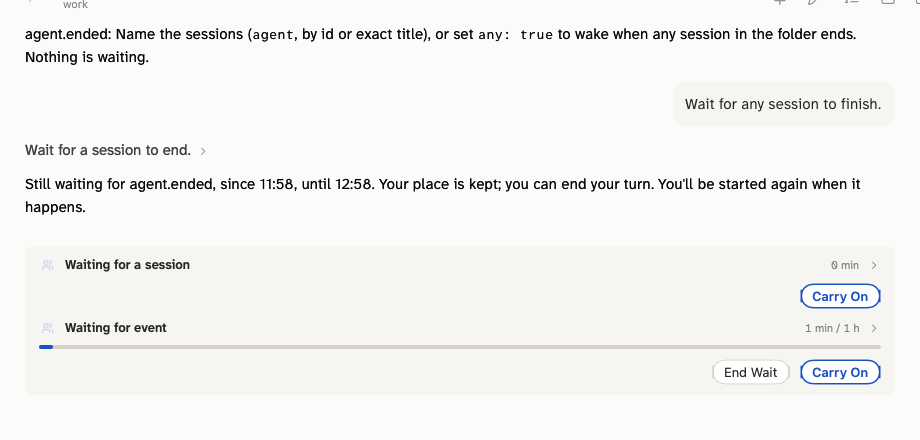 work
agent.ended: Name the sessions (agent, by id or exact title), or set any: true to wake when any session in the folder ends.
Nothing is waiting.
Wait for any session to finish.
Wait for a session to end.
Still waiting for agent.ended, since 11:58, until 12:58. Your place is kept; you can end your turn. You'll be started again when it
happens.
Waiting for a session
0 min
Carry On
Waiting for event
1 min / 1 h
End Wait
Carry On